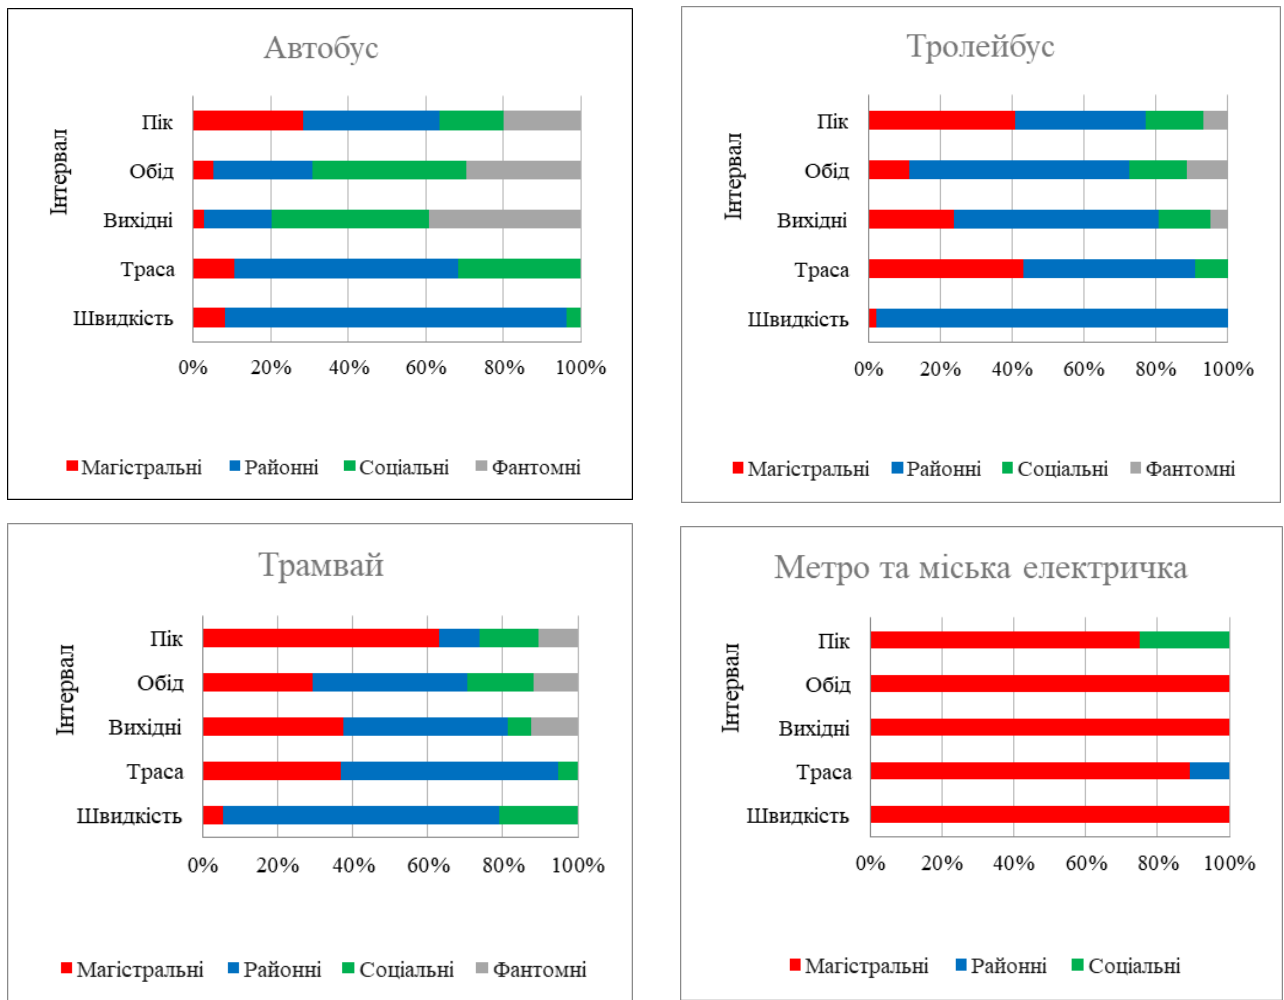 Автобус
Інтервал
Пік
Обід
Вихідні
Траса
Швидкість
0% 20% 40% 60% 80% 100%
Магістральні Районні Соціальні Фантомні
Тролейбус
Інтервал
Пік
Обід
Вихідні
Траса
Швидкість
0% 20% 40% 60% 80% 100%
Магістральні Районні Соціальні Фантомні
Трамвай
Інтервал
Пік
Обід
Вихідні
Траса
Швидкість
0% 20% 40% 60% 80% 100%
Магістральні Районні Соціальні Фантомні
Метро та міська електричка
Інтервал
Пік
Обід
Вихідні
Траса
Швидкість
0% 20% 40% 60% 80% 100%
Магістральні Районні Соціальні